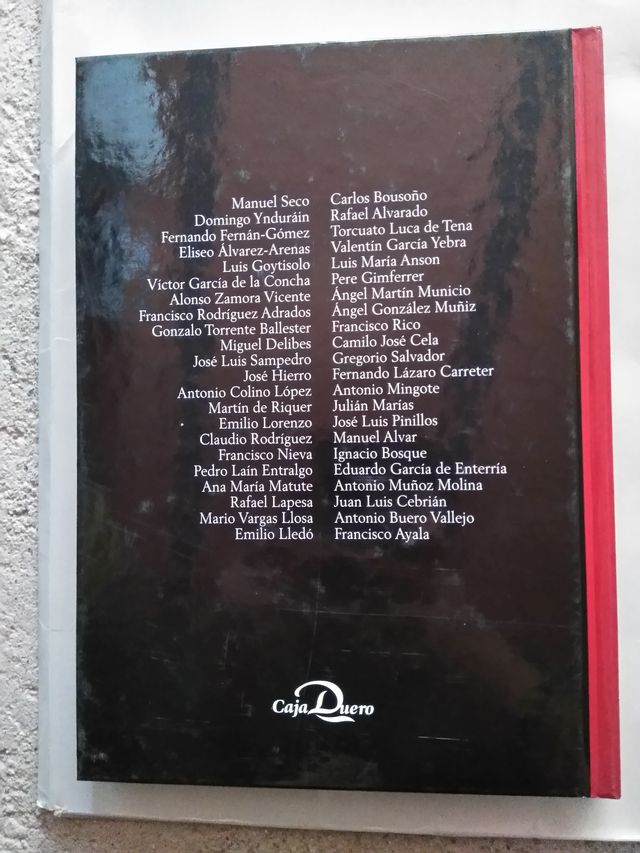 Manuel Seco
Domingo Ynduráin
Fernando Fernán-Gómez
Eliseo Álvarez-Arenas
Luis Goytisolo
Víctor García de la Concha
Alonso Zamora Vicente
Francisco Rodríguez Adrados
Gonzalo Torrente Ballester
Miguel Delibes
José Luis Sampedro
José Hierro
Antonio Colino López
Martín de Riquer
Emilio Lorenzo
Claudio Rodríguez
Francisco Nieva
Pedro Laín Entralgo
Ana María Matute
Rafael Lapesa
Mario Vargas Llosa
Emilio Lledó
Carlos Bousoño
Rafael Alvarado
Torcuato Luca de Tena
Valentín García Yebra
Luis María Anson
Pere Gimferrer
Ángel Martín Municio
Ángel González Muñiz
Francisco Rico
Camilo José Cela
Gregorio Salvador
Fernando Lázaro Carreter
Antonio Mingote
Julián Marías
José Luis Pinillos
Manuel Alvar
Ignacio Bosque
Eduardo García de Enterría
Antonio Muñoz Molina
Juan Luis Cebrián
Antonio Buero Vallejo
Francisco Ayala
Caja Duero